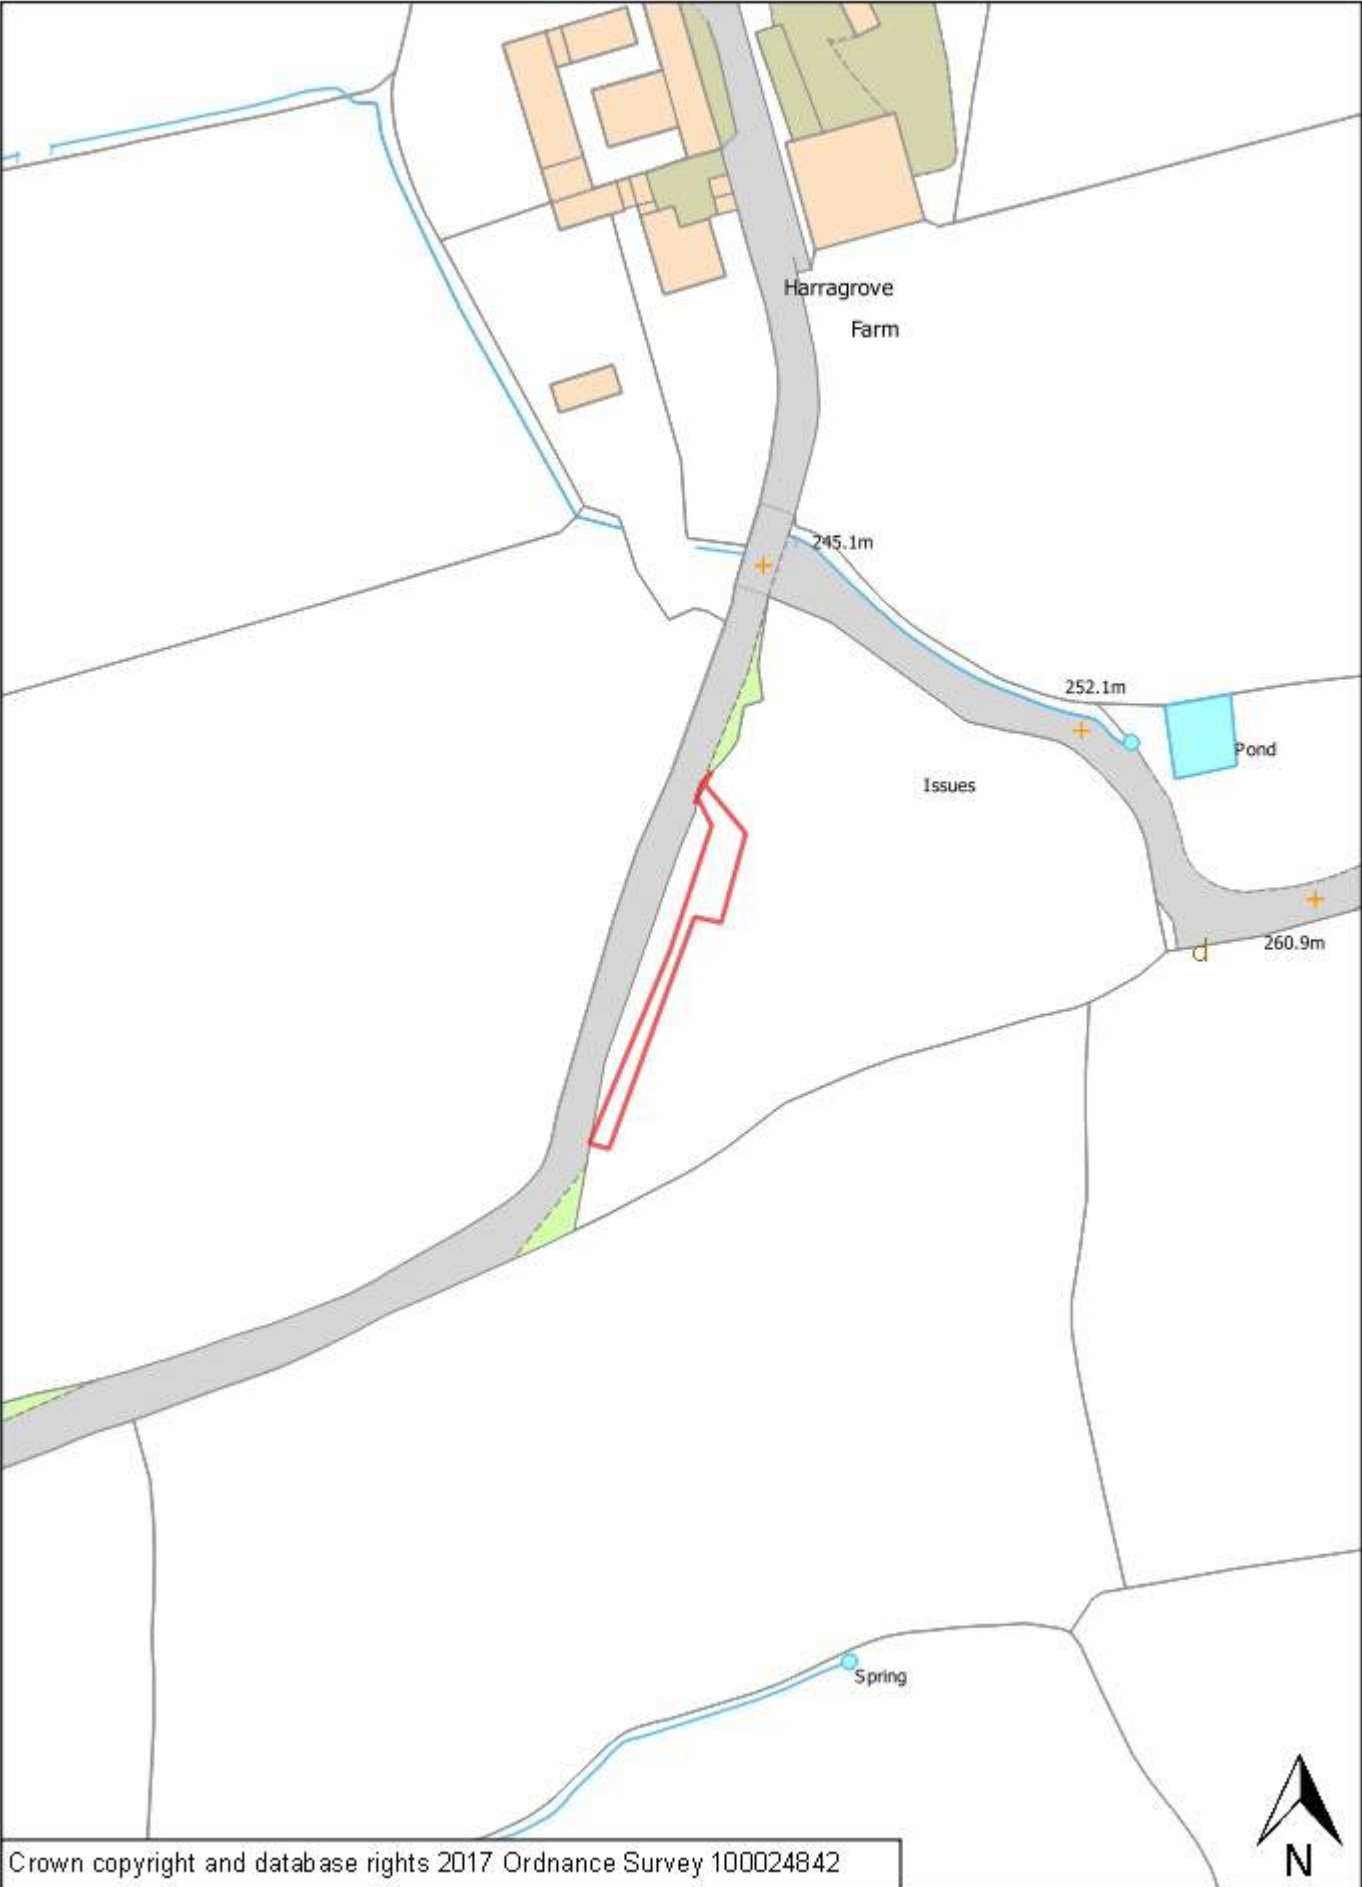 Harragrove
Farm
245.1m
252.1m
Pond
Issues
d
260.9m
Spring
N
Crown copyright and database rights 2017 Ordnance Survey 100024842